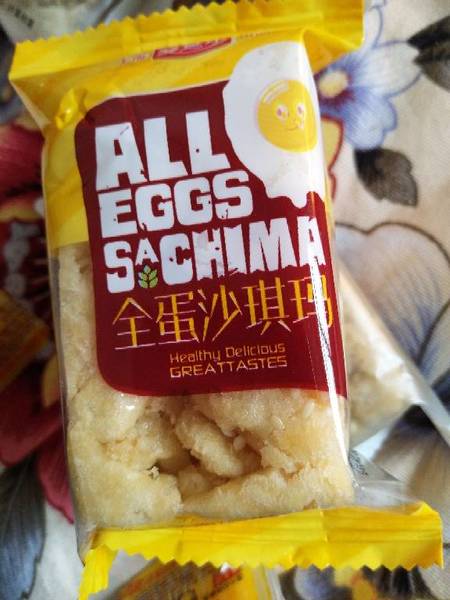 ALL
EGGS
SACHIMA
全蛋沙琪玛
Healthy Delicious
GREATTASTES